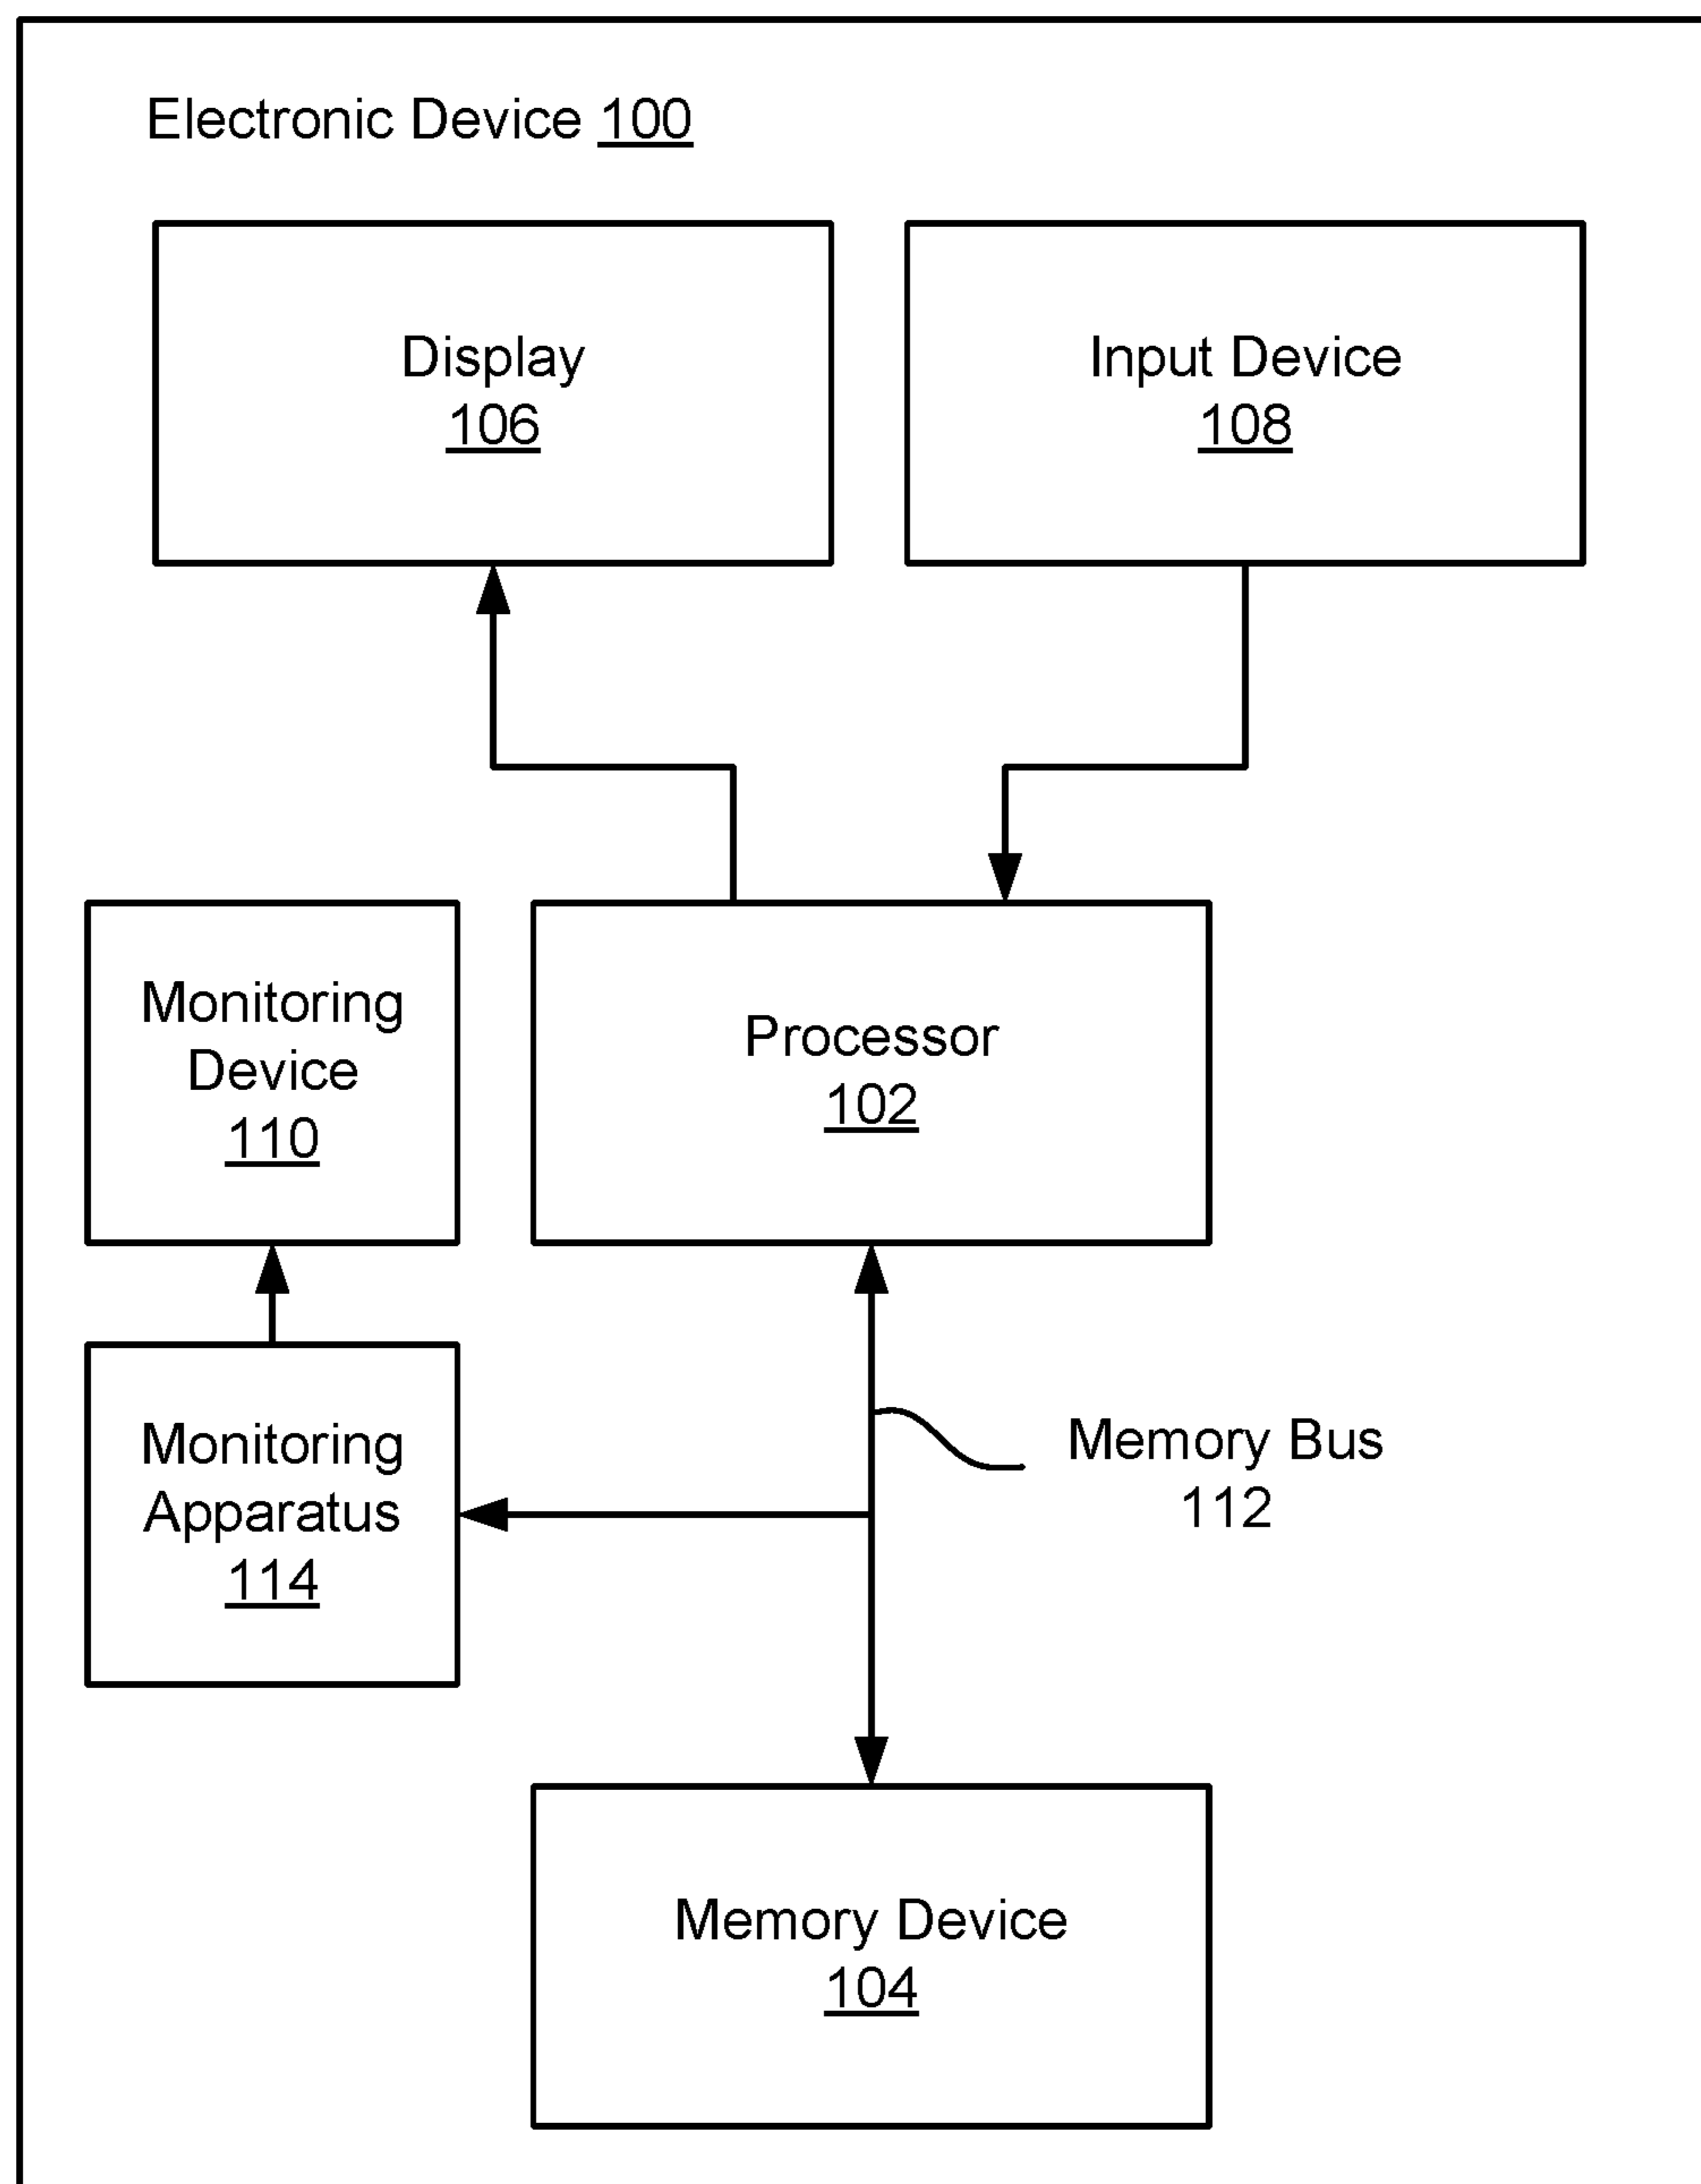 Electronic Device 100
Display
106
Input Device
108
Monitoring
Device
110
Processor
102
Monitoring
Apparatus
114
Memory Bus
112
Memory Device
104